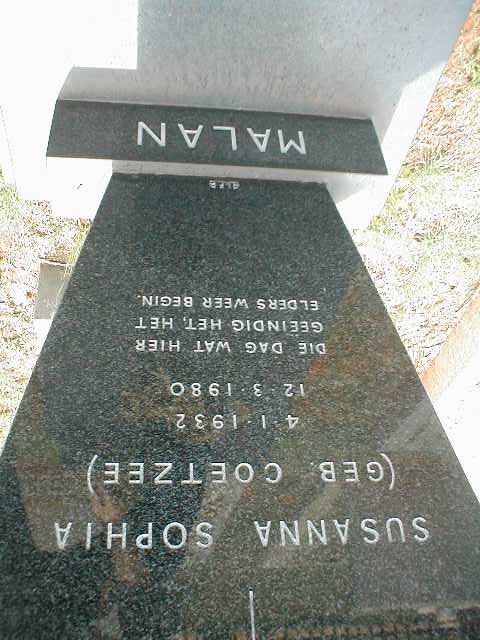 SUSANNA SOPHIA
(GEB. COETZEE)
4·1·1932
12·3·1980
DIE DAG WAT HIER
GEEINDIG HET, HET
ELDERS WEER BEGIN.
MALAN